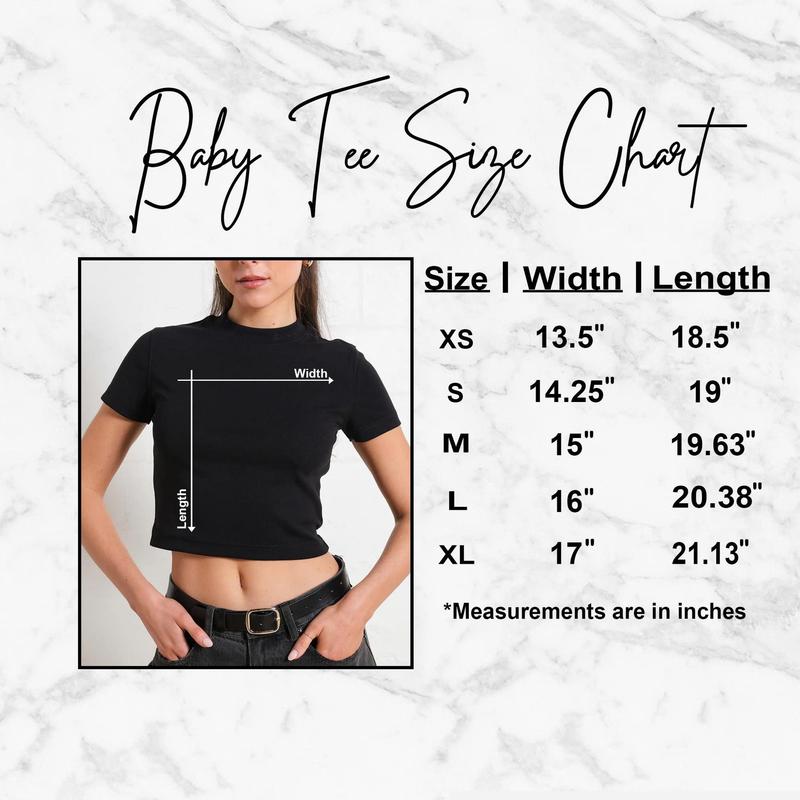 Baby Tee Size Chart
Width
Length
Size | Width | Length
XS 13.5" 18.5"
S 14.25" 19"
M 15" 19.63"
L 16" 20.38"
XL 17" 21.13"
*Measurements are in inches